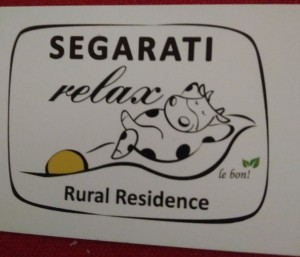 SEGARATI
relax
le bon!
Rural Residence